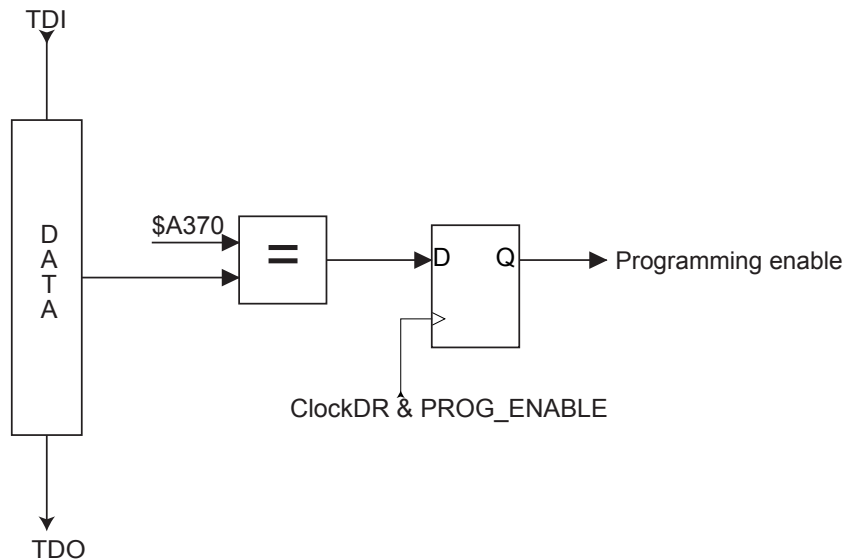 TDI
D
A
T
A
$A370
=
D
Q
Programming enable
ClockDR & PROG_ENABLE
TDO